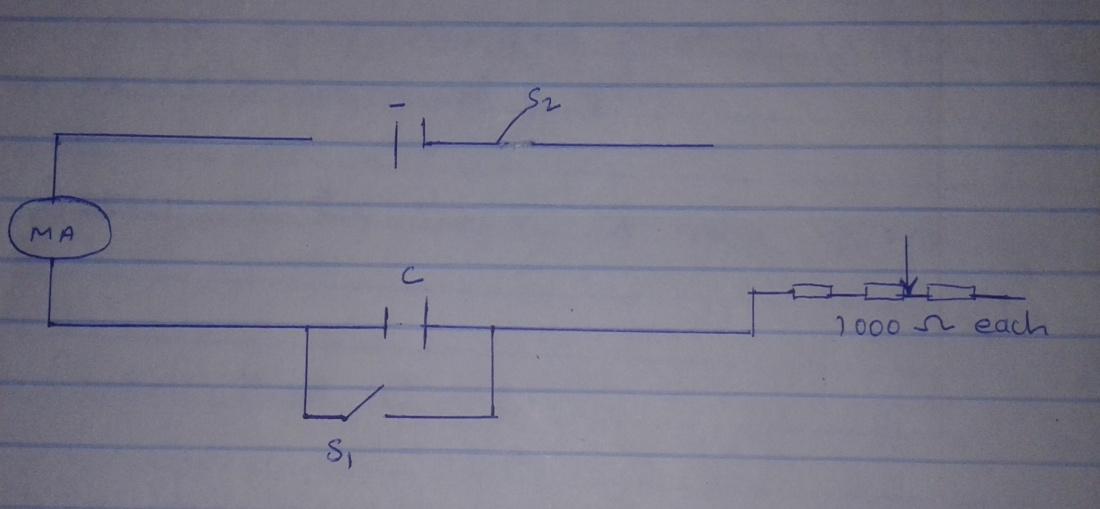 -
S2
MA
C
1000 Ω each
S1